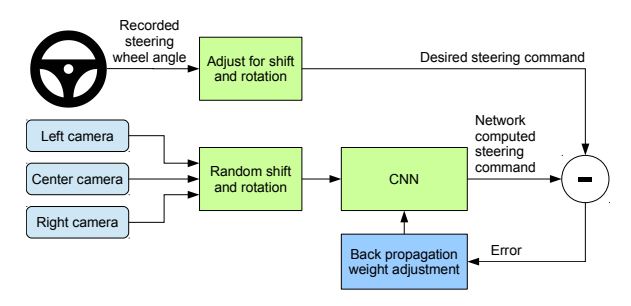 Recorded
steering
wheel angle
Adjust for shift
and rotation
Desired steering command
Left camera
Center camera
Right camera
Random shift
and rotation
CNN
Network
computed
steering
command
-
Back propagation
weight adjustment
Error